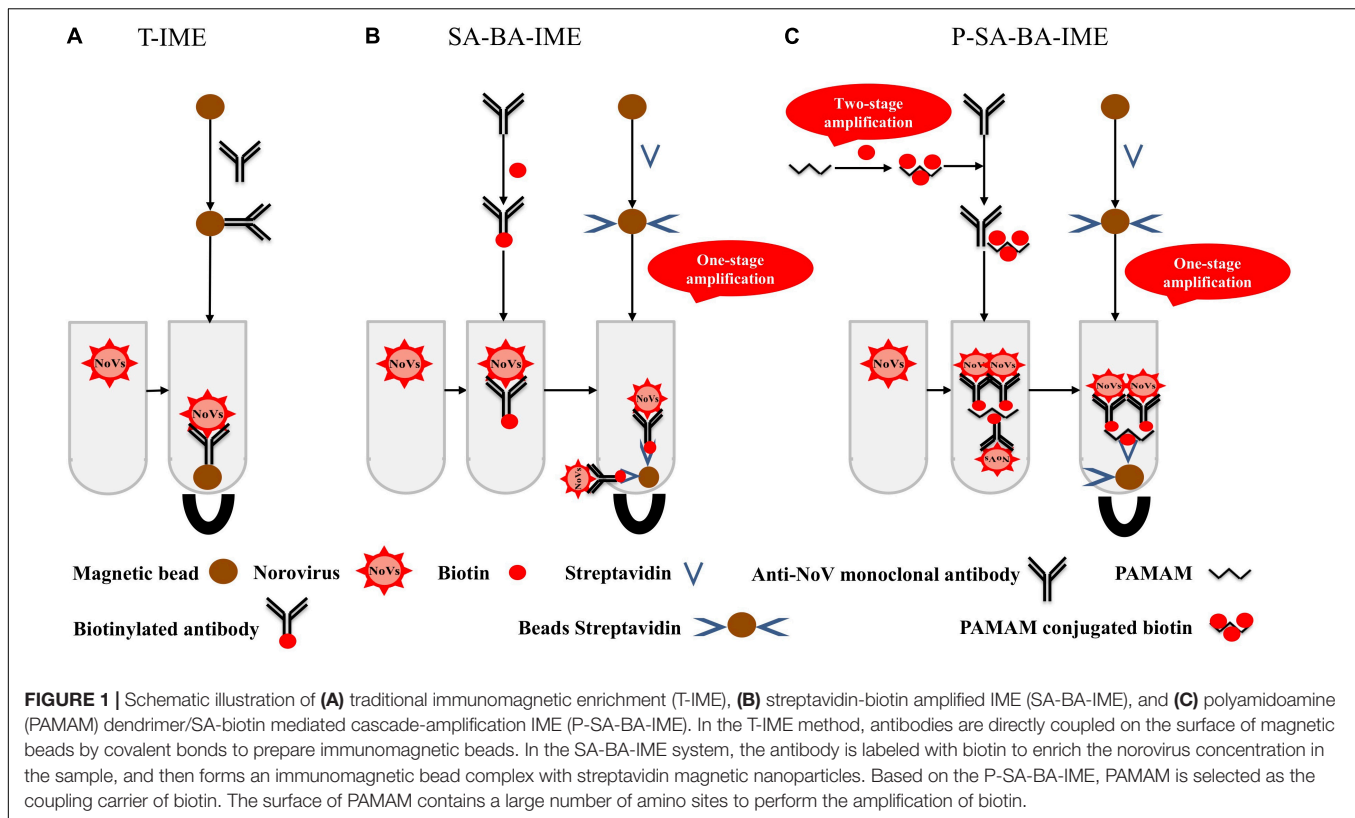 A T-IME
B SA-BA-IME
C P-SA-BA-IME
Two-stage
amplification
One-stage
amplification
One-stage
amplification
NoVs
NoVs
NoVs
NoVs
NoVs
NoVs
NoVs
NoVs
NoVs
NoVs
NoVs
NoVs
Magnetic bead
Norovirus
NoVs
Biotin
Streptavidin
Anti-NoV monoclonal antibody
PAMAM
Biotinylated antibody
Beads Streptavidin
PAMAM conjugated biotin
FIGURE 1 | Schematic illustration of (A) traditional immunomagnetic enrichment (T-IME), (B) streptavidin-biotin amplified IME (SA-BA-IME), and (C) polyamidoamine
(PAMAM) dendrimer/SA-biotin mediated cascade-amplification IME (P-SA-BA-IME). In the T-IME method, antibodies are directly coupled on the surface of magnetic
beads by covalent bonds to prepare immunomagnetic beads. In the SA-BA-IME system, the antibody is labeled with biotin to enrich the norovirus concentration in
the sample, and then forms an immunomagnetic bead complex with streptavidin magnetic nanoparticles. Based on the P-SA-BA-IME, PAMAM is selected as the
coupling carrier of biotin. The surface of PAMAM contains a large number of amino sites to perform the amplification of biotin.